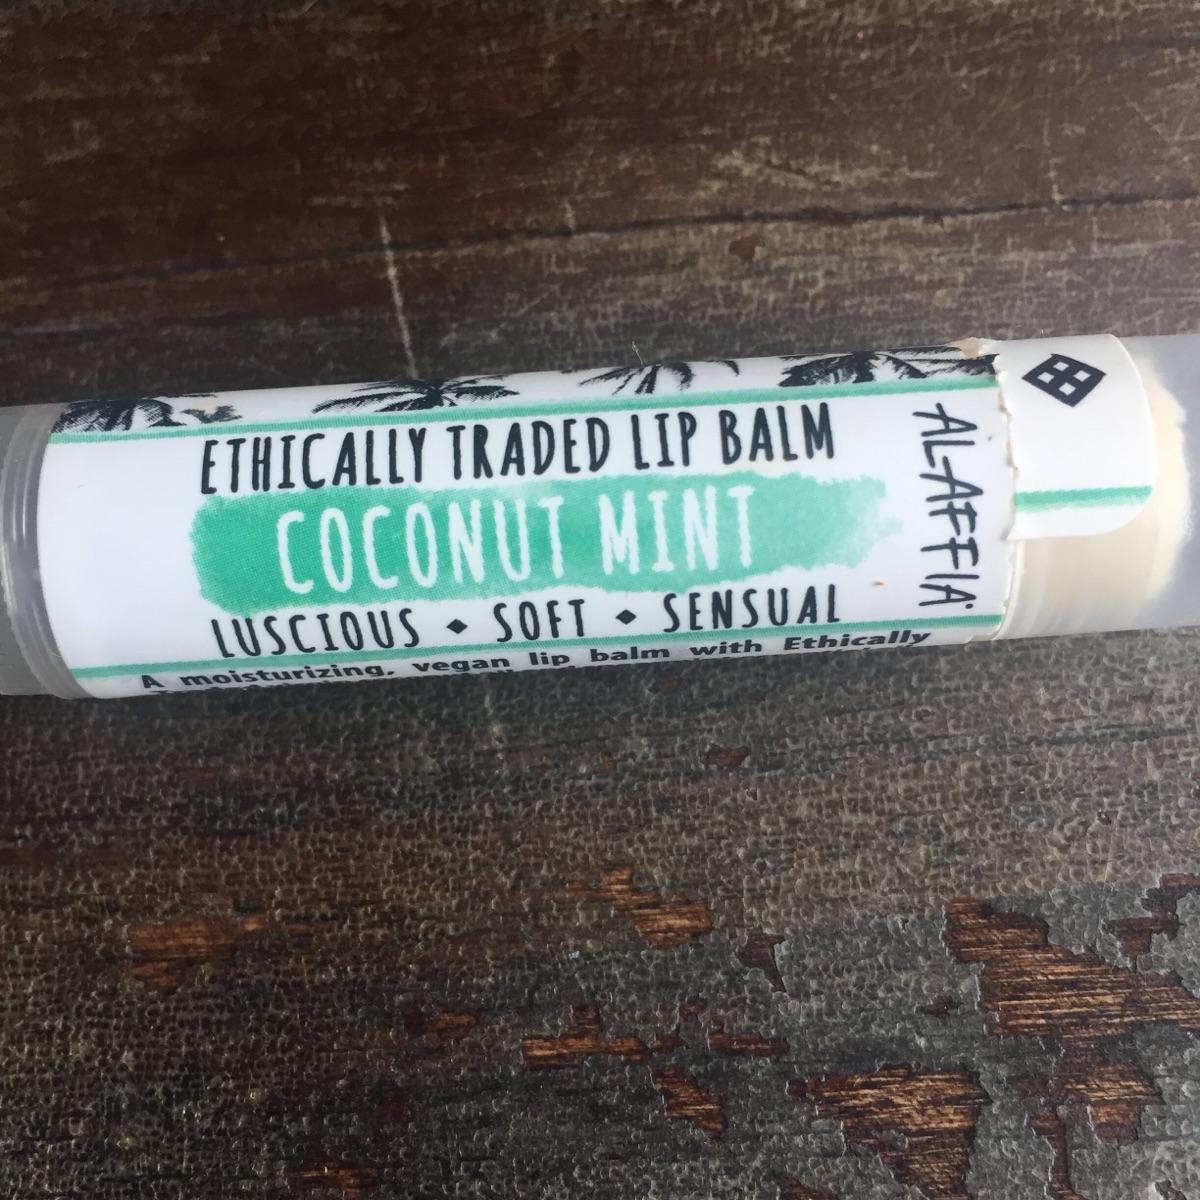 ETHICALLY TRADED LIP BALM
COCONUT MINT
LUSCIOUS • SOFT • SENSUAL
A moisturizing, vegan lip balm with Ethically
ALAFFIA